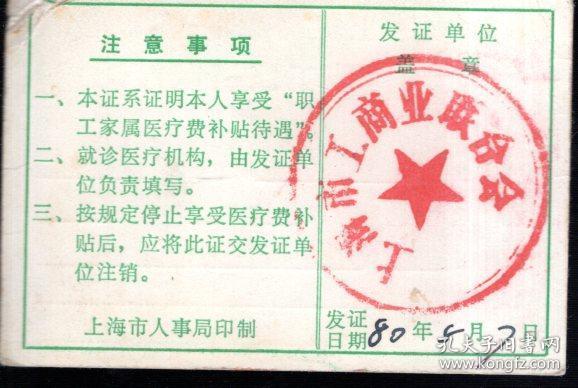 注意事项
一、本证系证明本人享受“职
工家属医疗费补贴待遇”。
二、就诊医疗机构，由发证单
位负责填写。
三、按规定停止享受医疗费补
贴后，应将此证交发证单
位注销。
上海市人事局印制
发证单位
盖章
上海市工商业联合会
发证
日期80年5月7日
孔夫子旧书网